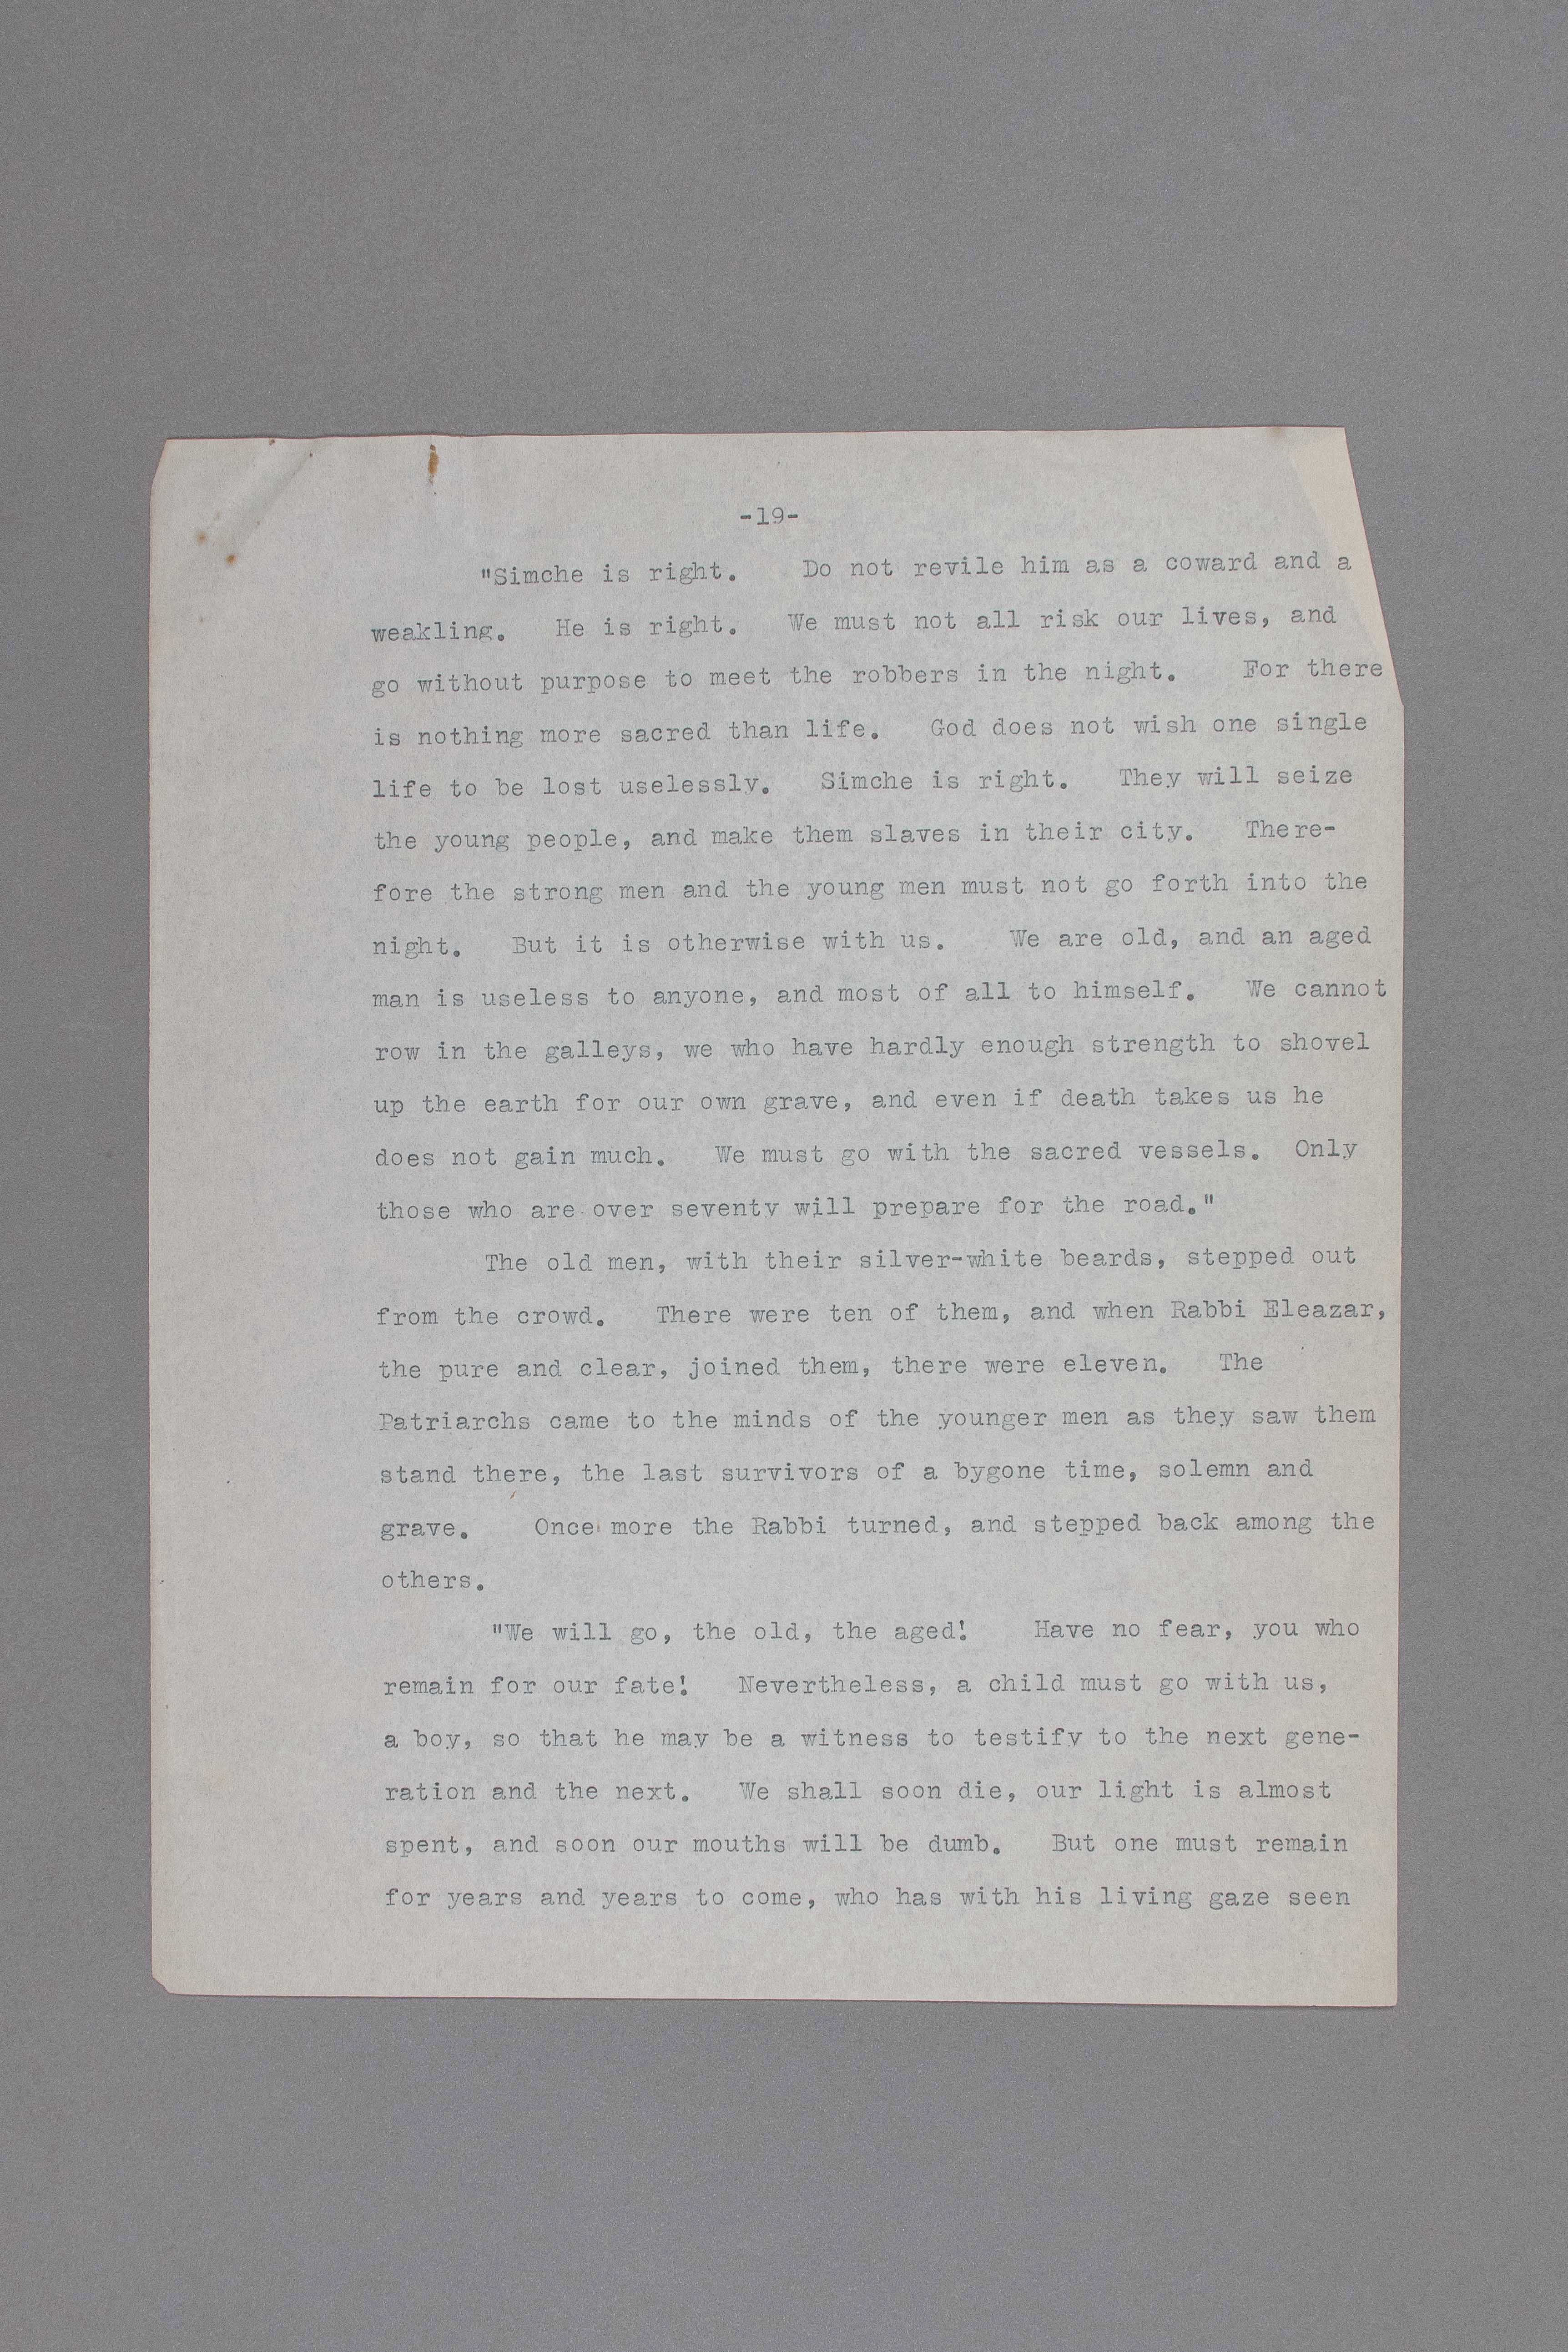 -19-
"Simche is right. Do not revile him as a coward and a
weakling. He is right. We must not all risk our lives, and
go without purpose to meet the robbers in the night. For there
is nothing more sacred than life. God does not wish one single
life to be lost uselessly. Simche is right. They will seize
the young people, and make them slaves in their city. There-
fore the strong men and the young men must not go forth into the
night. But it is otherwise with us. We are old, and an aged
man is useless to anyone, and most of all to himself. We cannot
row in the galleys, we who have hardly enough strength to shovel
up the earth for our own grave, and even if death takes us he
does not gain much. We must go with the sacred vessels. Only
those who are over seventy will prepare for the road."
The old men, with their silver-white beards, stepped out
from the crowd. There were ten of them, and when Rabbi Eleazar,
the pure and clear, joined them, there were eleven. The
Patriarchs came to the minds of the younger men as they saw them
stand there, the last survivors of a bygone time, solemn and
grave. Once more the Rabbi turned, and stepped back among the
others.
"We will go, the old, the aged! Have no fear, you who
remain for our fate! Nevertheless, a child must go with us,
a boy, so that he may be a witness to testify to the next gene-
ration and the next. We shall soon die, our light is almost
spent, and soon our mouths will be dumb. But one must remain
for years and years to come, who has with his living gaze seen